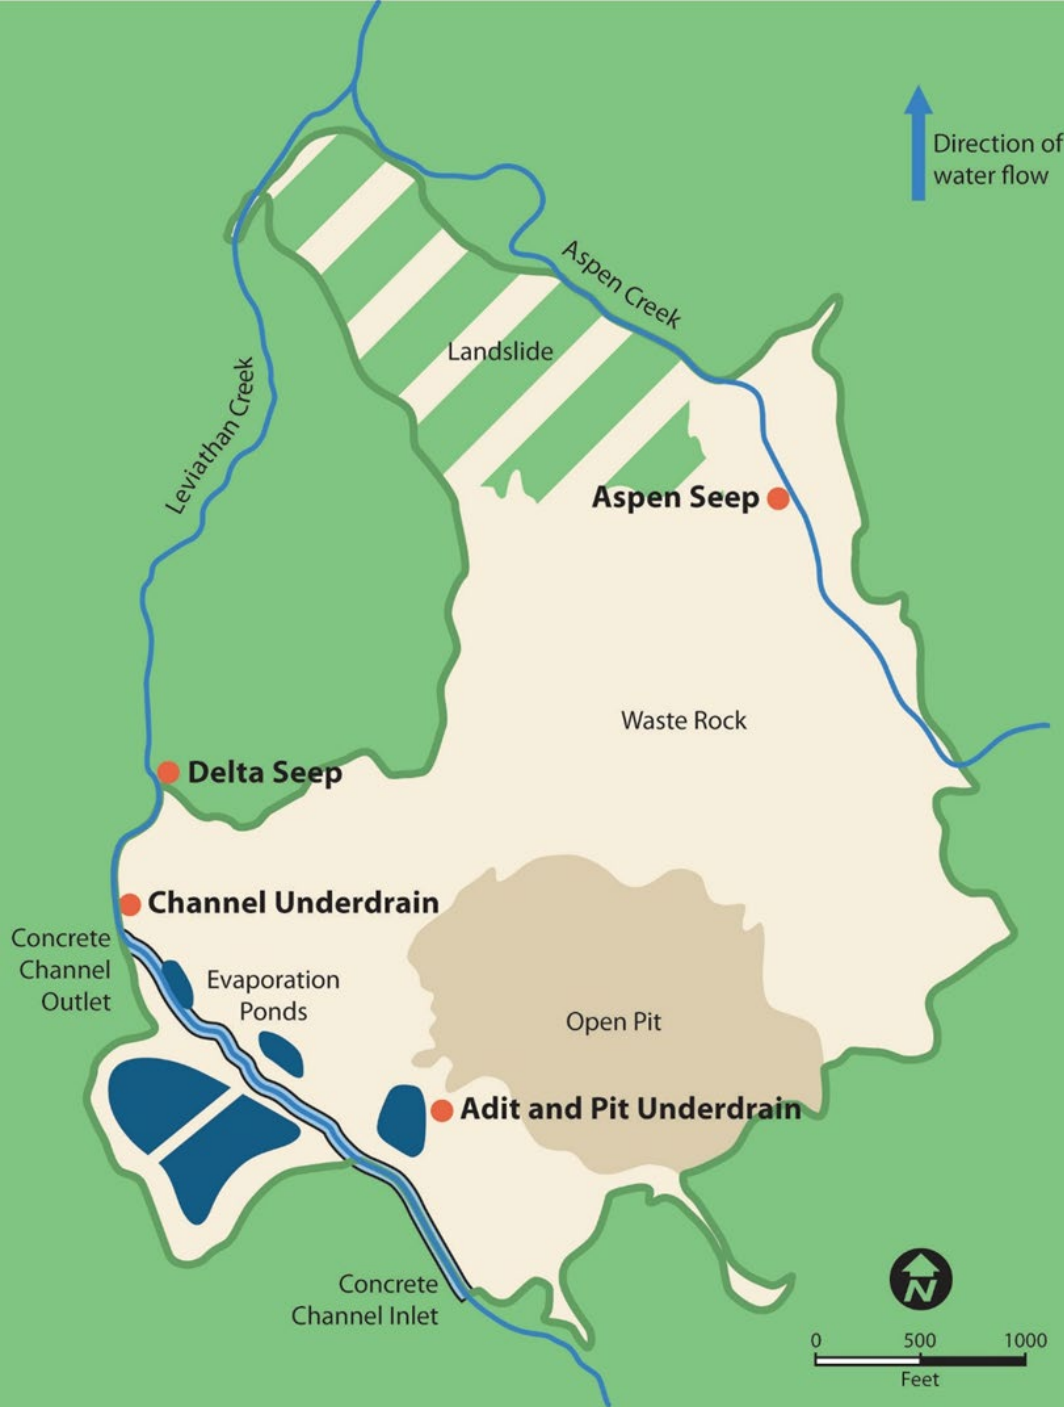 Direction of
water flow
Aspen Creek
Landslide
Leviathan Creek
Aspen Seep
Waste Rock
Delta Seep
Channel Underdrain
Concrete
Channel
Outlet
Evaporation
Ponds
Open Pit
Adit and Pit Underdrain
Concrete
Channel Inlet
N
0 500 1000
Feet